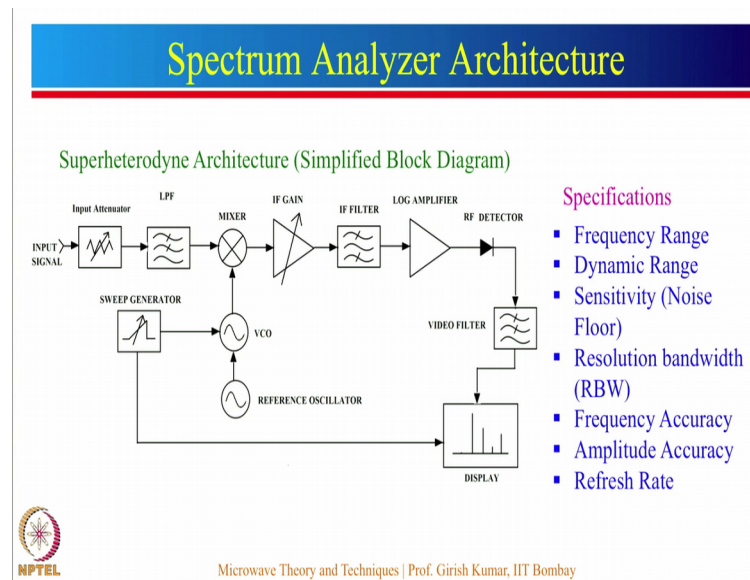 Spectrum Analyzer Architecture
Superheterodyne Architecture (Simplified Block Diagram)
Input Attenuator
LPF
MIXER
IF GAIN
IF FILTER
LOG AMPLIFIER
RF DETECTOR
INPUT
SIGNAL
SWEEP GENERATOR
VCO
VIDEO FILTER
REFERENCE OSCILLATOR
DISPLAY
Specifications
▪ Frequency Range
▪ Dynamic Range
▪ Sensitivity (Noise
Floor)
▪ Resolution bandwidth
(RBW)
▪ Frequency Accuracy
▪ Amplitude Accuracy
▪ Refresh Rate
NPTEL
Microwave Theory and Techniques | Prof. Girish Kumar, IIT Bombay